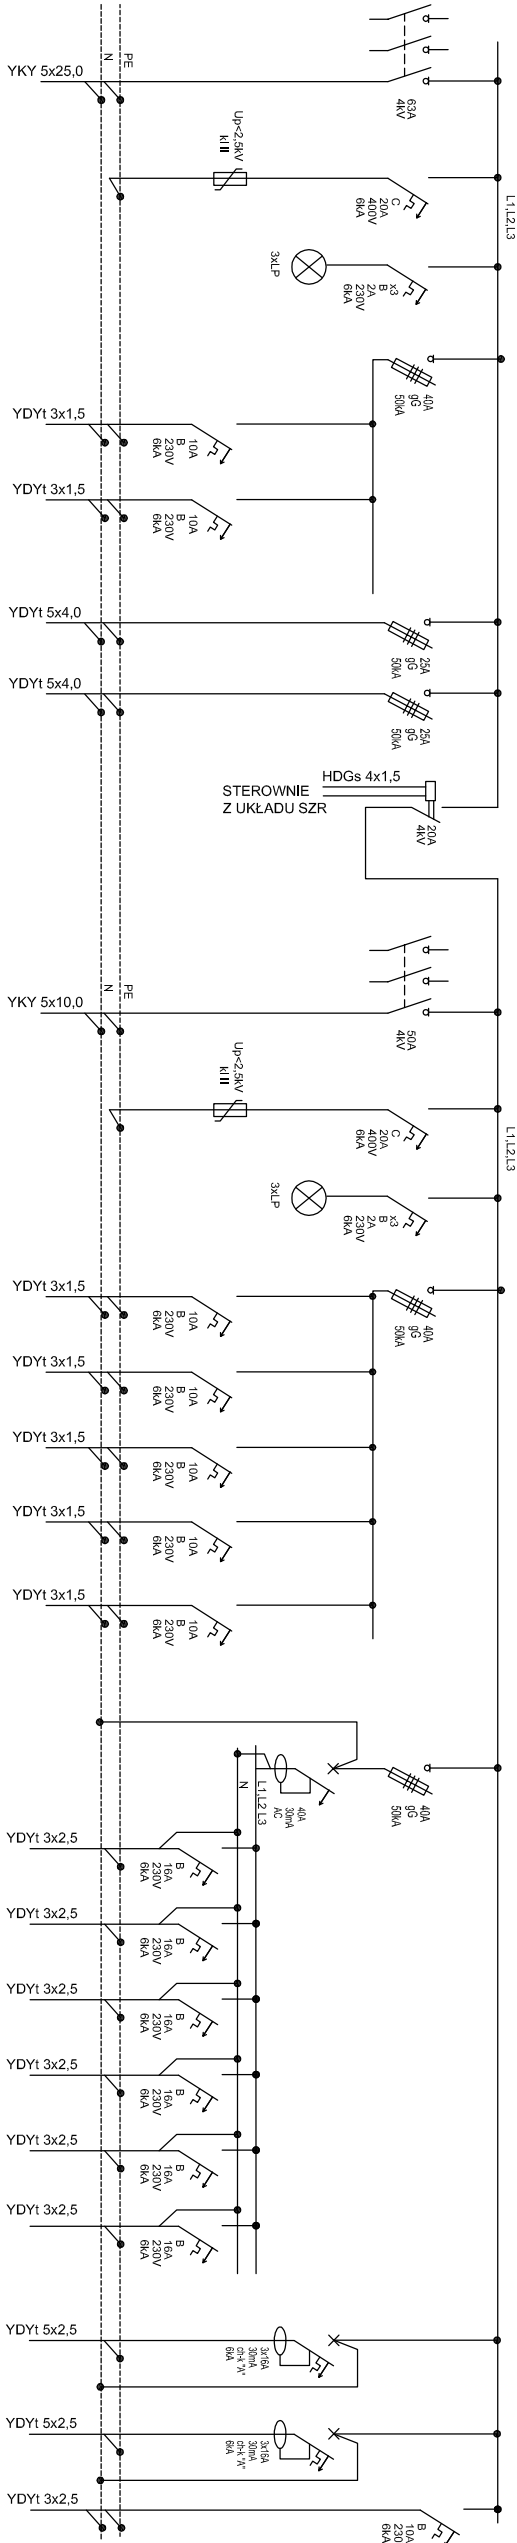 PE
N
YKY 5x25,0
63A
4kV
L1,L2,L3
Up<2,5kV
kl II
C
20A
400V
6kA
3xLP
x3
B
2A
230V
6kA
40A
gG
50kA
YDYt 3x1,5
10A
B
230V
6kA
YDYt 3x1,5
10A
B
230V
6kA
YDYt 5x4,0
25A
gG
50kA
YDYt 5x4,0
25A
gG
50kA
HDGs 4x1,5
STEROWNIE
Z UKŁADU SZR
20A
4kV
PE
N
YKY 5x10,0
50A
4kV
L1,L2,L3
Up<2,5kV
kl II
C
20A
400V
6kA
3xLP
x3
B
2A
230V
6kA
40A
gG
50kA
YDYt 3x1,5
10A
B
230V
6kA
YDYt 3x1,5
10A
B
230V
6kA
YDYt 3x1,5
10A
B
230V
6kA
YDYt 3x1,5
10A
B
230V
6kA
YDYt 3x1,5
10A
B
230V
6kA
40A
gG
50kA
40A
30mA
AC
L1,L2 L3
N
YDYt 3x2,5
B
16A
230V
6kA
YDYt 3x2,5
B
16A
230V
6kA
YDYt 3x2,5
B
16A
230V
6kA
YDYt 3x2,5
B
16A
230V
6kA
YDYt 3x2,5
B
16A
230V
6kA
YDYt 3x2,5
B
16A
230V
6kA
YDYt 5x2,5
3x16A
30mA
ch-k "A"
6kA
YDYt 5x2,5
3x16A
30mA
ch-k "A"
6kA
YDYt 3x2,5
B
10A
230
6kA